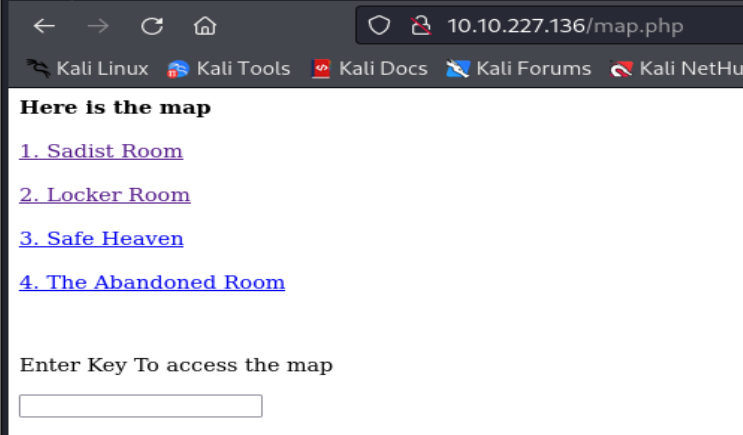 10.10.227.136/map.php
Kali Linux Kali Tools Kali Docs Kali Forums Kali NetHu
Here is the map
1. Sadist Room
2. Locker Room
3. Safe Heaven
4. The Abandoned Room
Enter Key To access the map